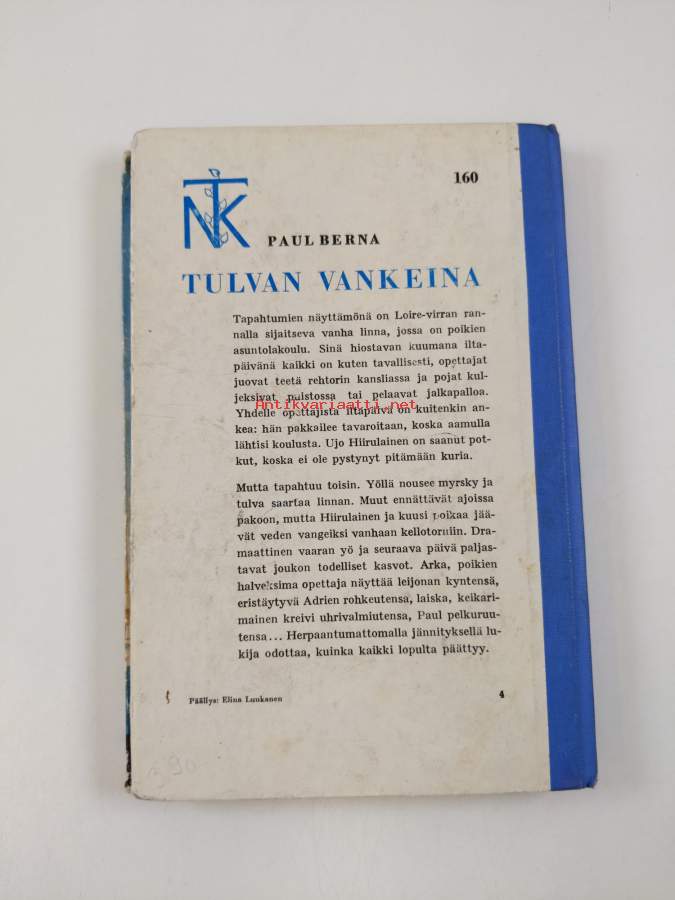 NTK
160
PAUL BERNA
TULVAN VANKEINA
Tapahtumien näyttämönä on Loire-virran ran-
nalla sijaitseva vanha linna, jossa on poikien
asuntolakoulu. Sinä hiostavan kuumana ilta-
päivänä kaikki on kuten tavallisesti, opettajat
juovat teetä rehtorin kansliassa ja pojat kul-
jeksivat puistossa tai pelaavat jalkapalloa.
Antikvariaatti.net
Yhdelle opettajista iltapäivä on kuitenkin an-
kea: hän pakkailee tavaroitaan, koska aamulla
lähtisi koulusta. Ujo Hiirulainen on saanut pot-
kut, koska ei ole pystynyt pitämään kuria.
Mutta tapahtuu toisin. Yöllä nousee myrsky ja
tulva saartaa linnan. Muut ennättävät ajoissa
pakoon, mutta Hiirulainen ja kuusi poikaa jää-
vät veden vangeiksi vanhaan kellotorniin. Dra-
maattinen vaaran yö ja seuraava päivä paljas-
tavat joukon todelliset kasvot. Arka, poikien
halveksima opettaja näyttää leijonan kyntensä,
eristäytyvä Adrien rohkeutensa, laiska, keikari-
mainen kreivi uhrivalmiutensa, Paul pelkuruu-
tensa... Herpaantumattomalla jännityksellä lu-
kija odottaa, kuinka kaikki lopulta päättyy.
Päällys: Elina Luukanen
4